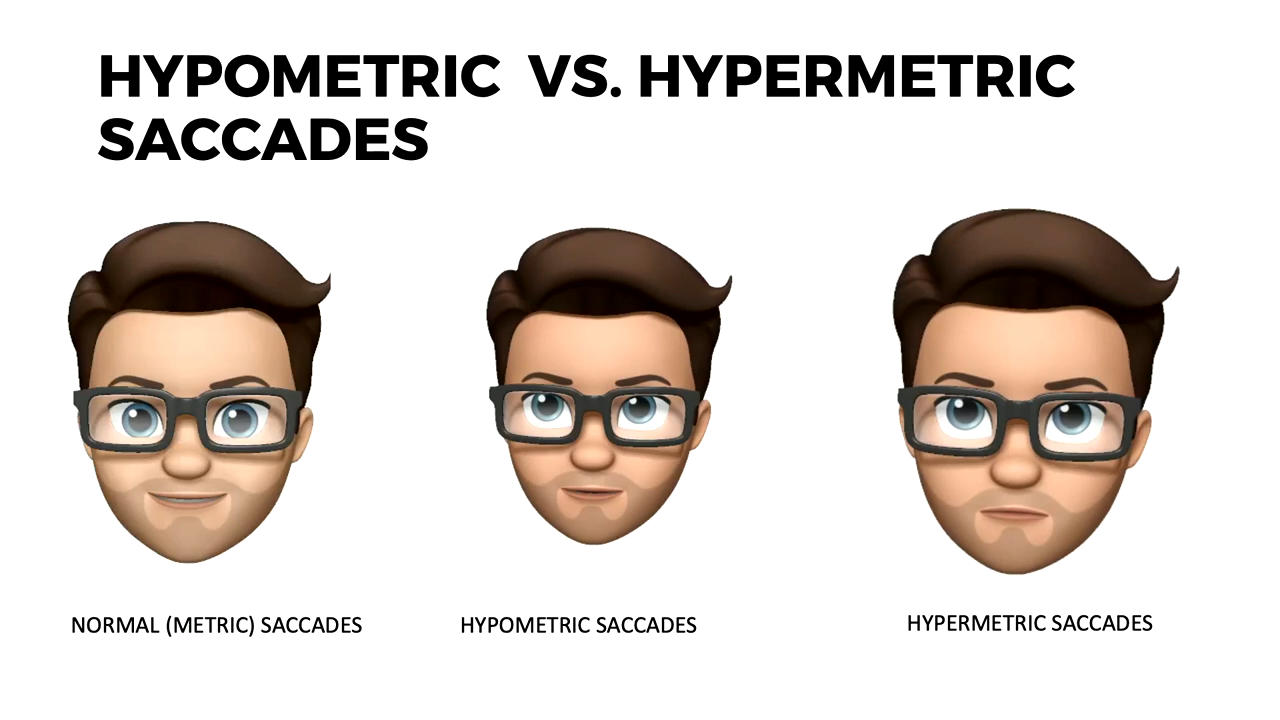 HYPOMETRIC VS. HYPERMETRIC
SACCADES
NORMAL (METRIC) SACCADES
HYPOMETRIC SACCADES
HYPERMETRIC SACCADES